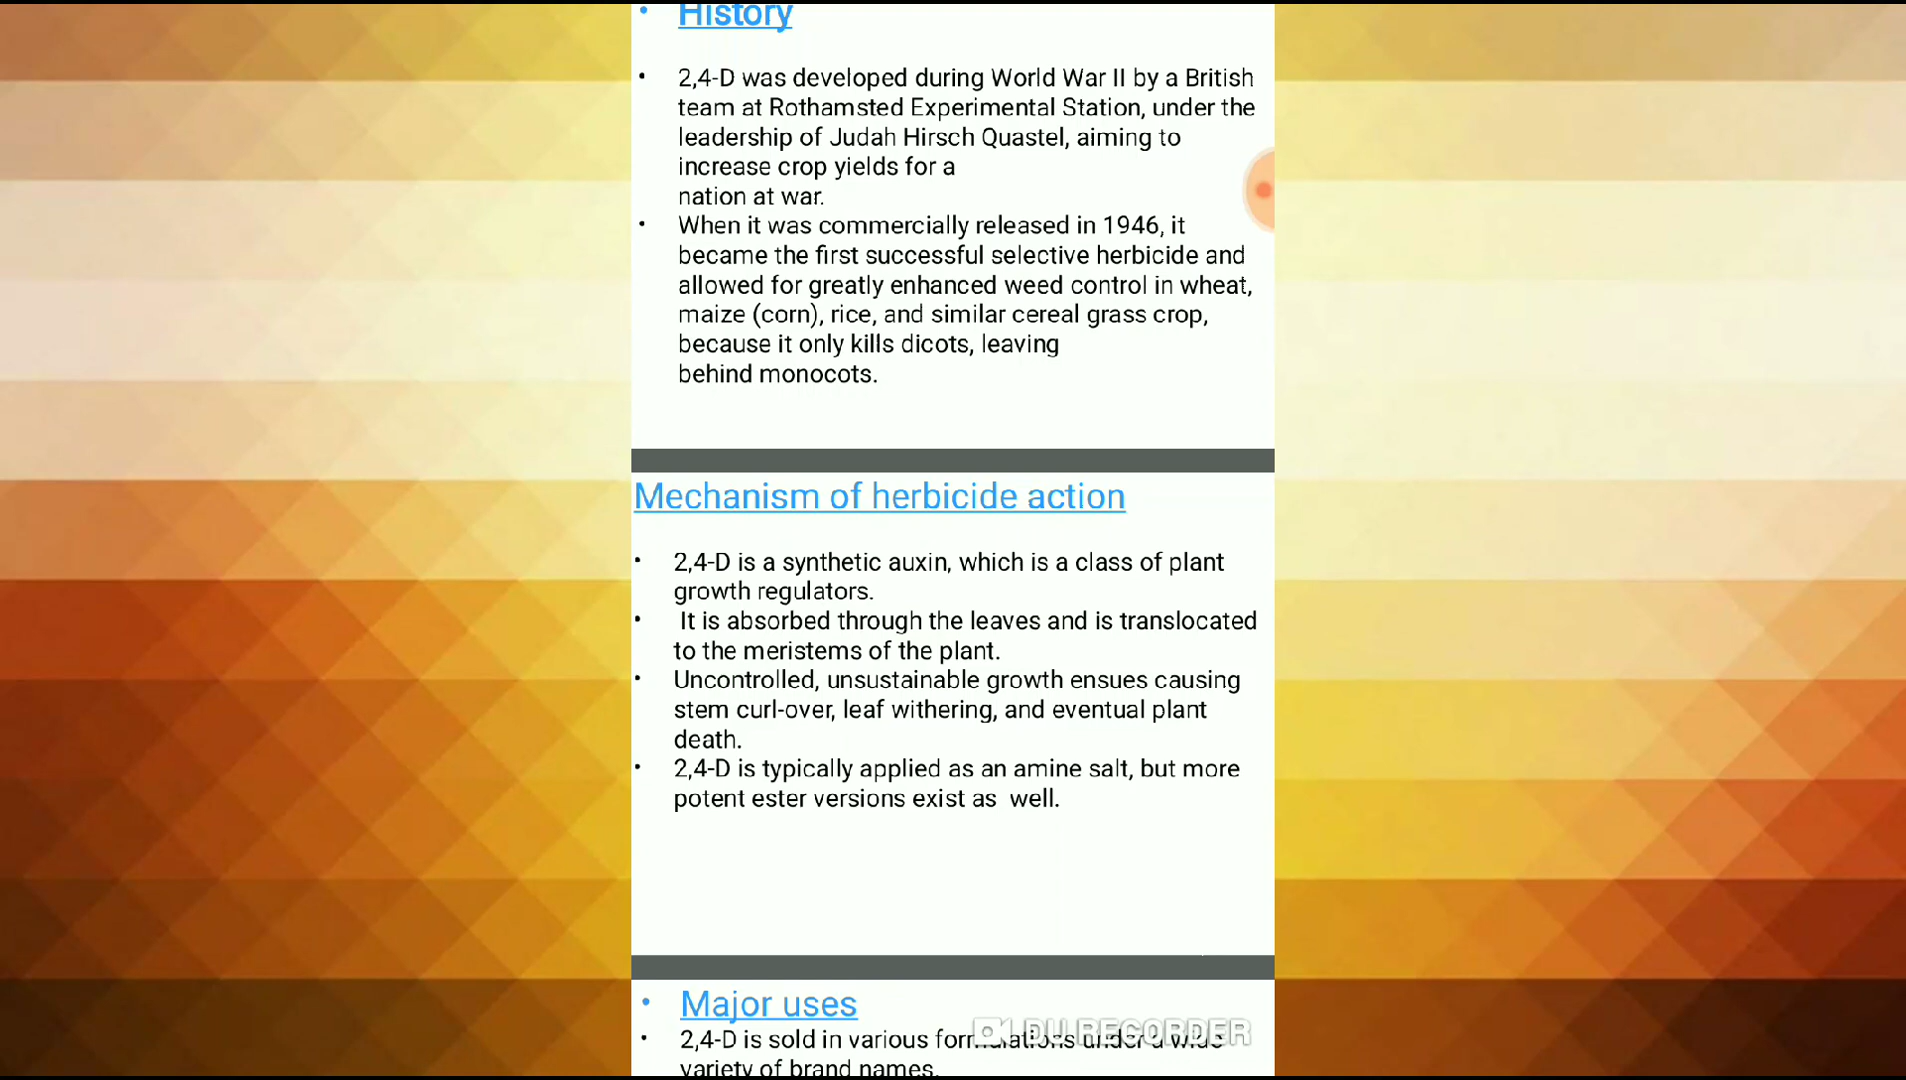 • History
• 2,4-D was developed during World War II by a British
team at Rothamsted Experimental Station, under the
leadership of Judah Hirsch Quastel, aiming to
increase crop yields for a
nation at war.
• When it was commercially released in 1946, it
became the first successful selective herbicide and
allowed for greatly enhanced weed control in wheat,
maize (corn), rice, and similar cereal grass crop,
because it only kills dicots, leaving
behind monocots.
Mechanism of herbicide action
• 2,4-D is a synthetic auxin, which is a class of plant
growth regulators.
• It is absorbed through the leaves and is translocated
to the meristems of the plant.
• Uncontrolled, unsustainable growth ensues causing
stem curl-over, leaf withering, and eventual plant
death.
• 2,4-D is typically applied as an amine salt, but more
potent ester versions exist as well.
• Major uses
• 2,4-D is sold in various formulations under a wide
variety of brand names.
DU RECORDER